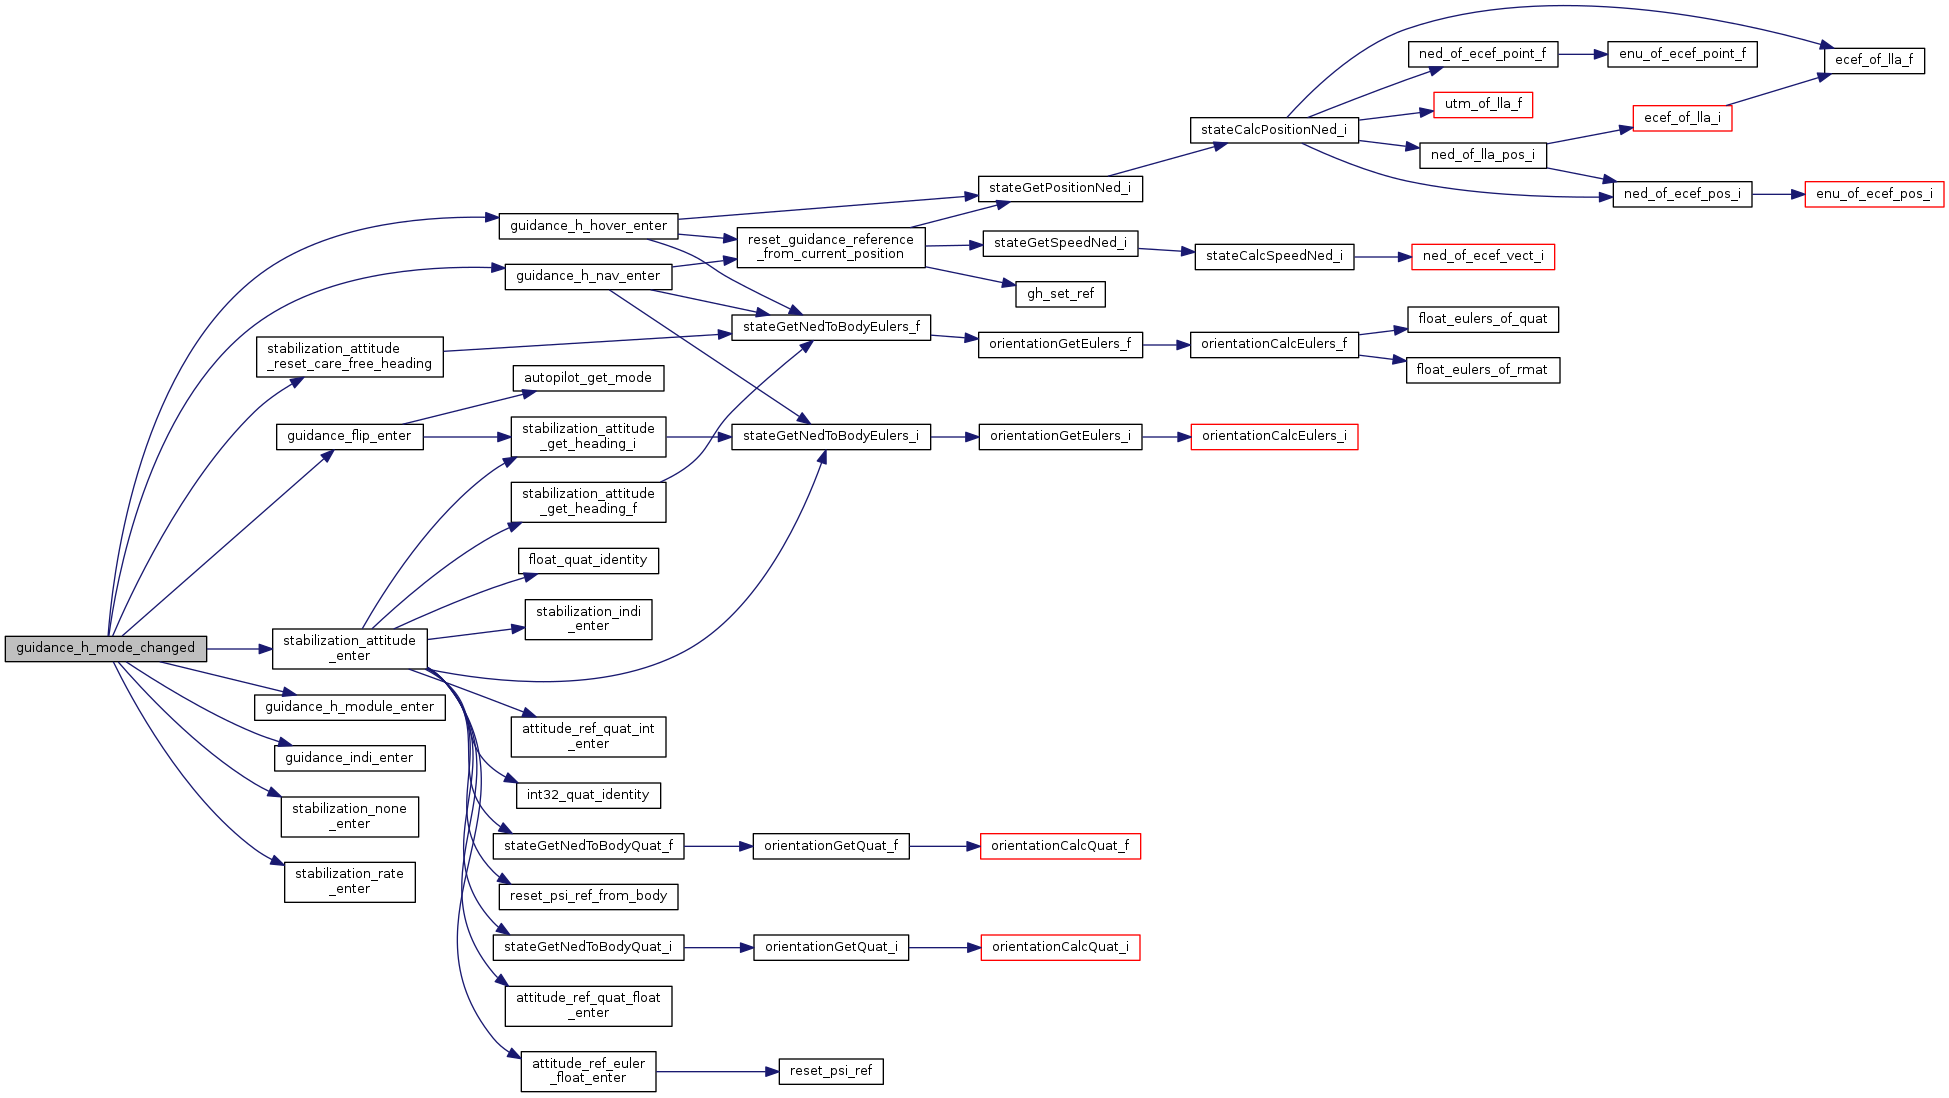 guidance_h_mode_changed
guidance_h_hover_enter
guidance_h_nav_enter
stabilization_attitude
_reset_care_free_heading
guidance_flip_enter
stabilization_attitude
_enter
guidance_h_module_enter
guidance_indi_enter
stabilization_none
_enter
stabilization_rate
_enter
autopilot_get_mode
stabilization_attitude
_get_heading_i
stabilization_attitude
_get_heading_f
float_quat_identity
stabilization_indi
_enter
attitude_ref_quat_int
_enter
int32_quat_identity
stateGetNedToBodyQuat_f
reset_psi_ref_from_body
stateGetNedToBodyQuat_i
attitude_ref_quat_float
_enter
attitude_ref_euler
_float_enter
reset_guidance_reference
_from_current_position
stateGetNedToBodyEulers_f
stateGetNedToBodyEulers_i
orientationGetQuat_f
orientationGetQuat_i
reset_psi_ref
stateGetPositionNed_i
stateGetSpeedNed_i
gh_set_ref
orientationGetEulers_f
orientationGetEulers_i
orientationCalcQuat_f
orientationCalcQuat_i
stateCalcPositionNed_i
stateCalcSpeedNed_i
orientationCalcEulers_f
orientationCalcEulers_i
ned_of_ecef_point_f
utm_of_lla_f
ned_of_lla_pos_i
ned_of_ecef_vect_i
float_eulers_of_quat
float_eulers_of_rmat
enu_of_ecef_point_f
ecef_of_lla_i
ned_of_ecef_pos_i
ecef_of_lla_f
enu_of_ecef_pos_i